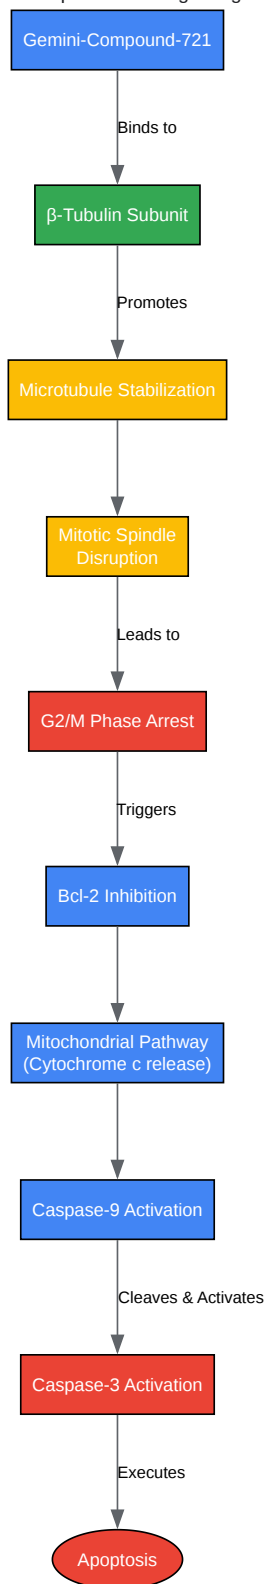 Gemini-Compound-721
Binds to
β-Tubulin Subunit
Promotes
Microtubule Stabilization
Mitotic Spindle
Disruption
Leads to
G2/M Phase Arrest
Triggers
Bcl-2 Inhibition
Mitochondrial Pathway
(Cytochrome c release)
Caspase-9 Activation
Cleaves & Activates
Caspase-3 Activation
Executes
Apoptosis